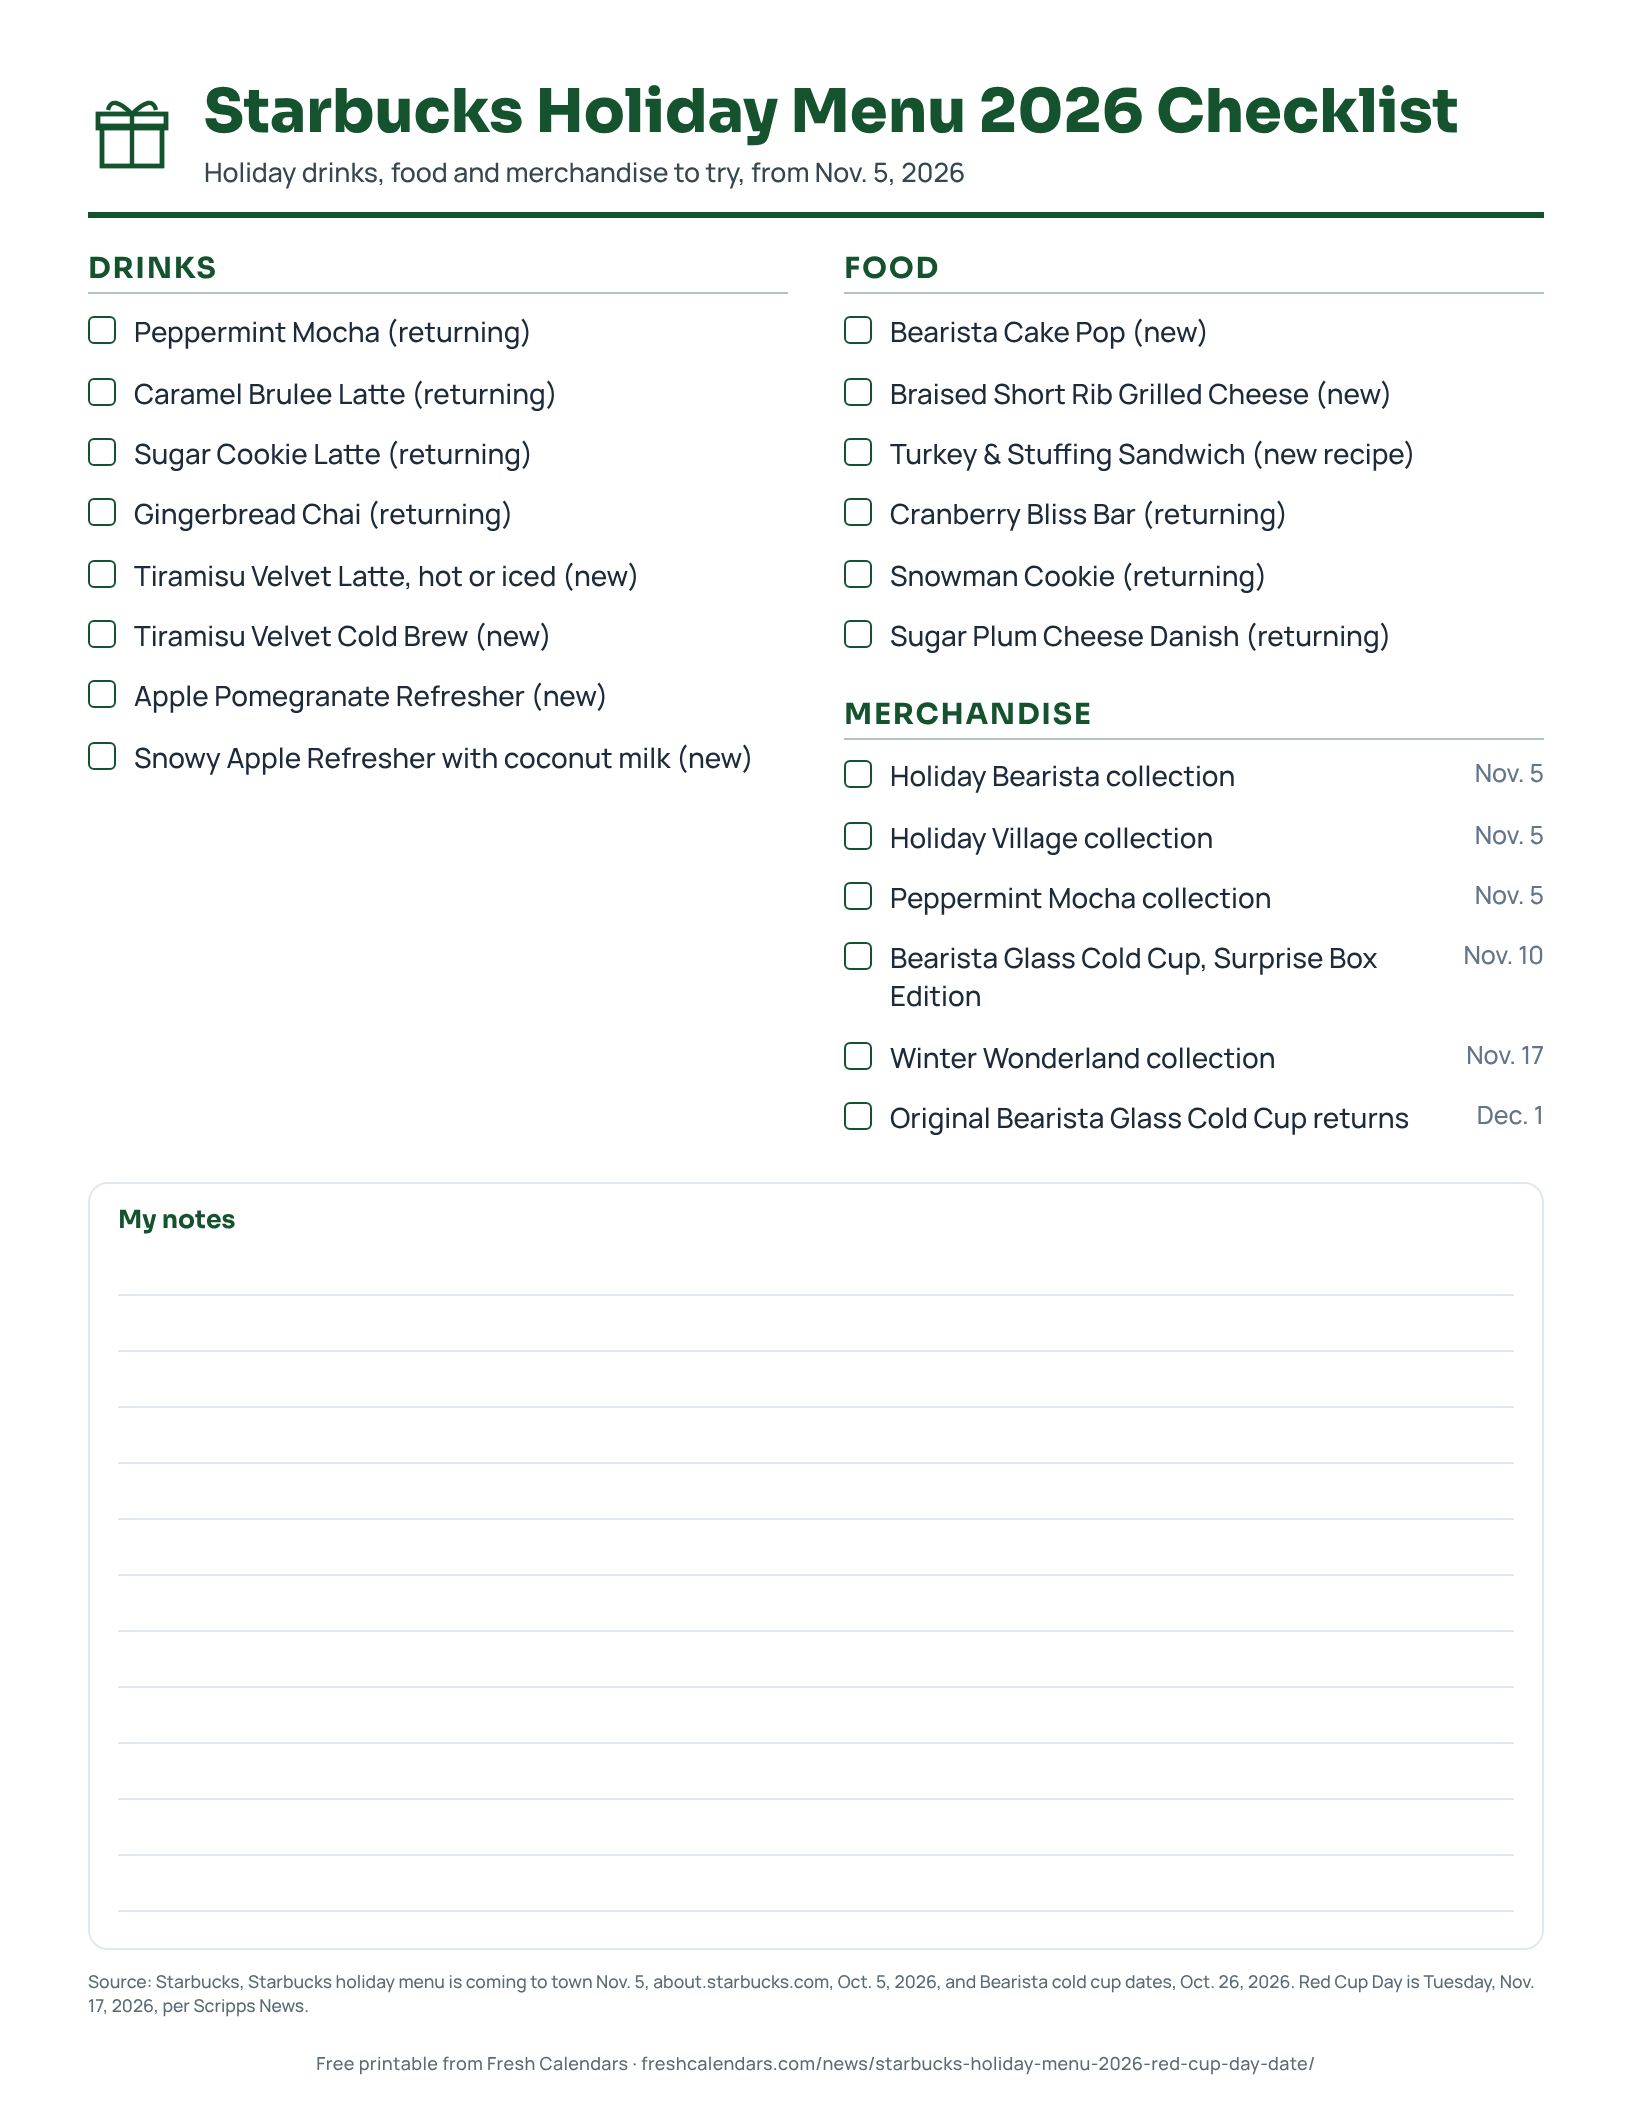 Starbucks Holiday Menu 2026 Checklist
Holiday drinks, food and merchandise to try, from Nov. 5, 2026
DRINKS
Peppermint Mocha (returning)
Caramel Brulee Latte (returning)
Sugar Cookie Latte (returning)
Gingerbread Chai (returning)
Tiramisu Velvet Latte, hot or iced (new)
Tiramisu Velvet Cold Brew (new)
Apple Pomegranate Refresher (new)
Snowy Apple Refresher with coconut milk (new)
FOOD
Bearista Cake Pop (new)
Braised Short Rib Grilled Cheese (new)
Turkey & Stuffing Sandwich (new recipe)
Cranberry Bliss Bar (returning)
Snowman Cookie (returning)
Sugar Plum Cheese Danish (returning)
MERCHANDISE
Holiday Bearista collection Nov. 5
Holiday Village collection Nov. 5
Peppermint Mocha collection Nov. 5
Bearista Glass Cold Cup, Surprise Box Nov. 10
Edition
Winter Wonderland collection Nov. 17
Original Bearista Glass Cold Cup returns Dec. 1
My notes
Source: Starbucks, Starbucks holiday menu is coming to town Nov. 5, about.starbucks.com, Oct. 5, 2026, and Bearista cold cup dates, Oct. 26, 2026. Red Cup Day is Tuesday, Nov.
17, 2026, per Scripps News.
Free printable from Fresh Calendars · freshcalendars.com/news/starbucks-holiday-menu-2026-red-cup-day-date/